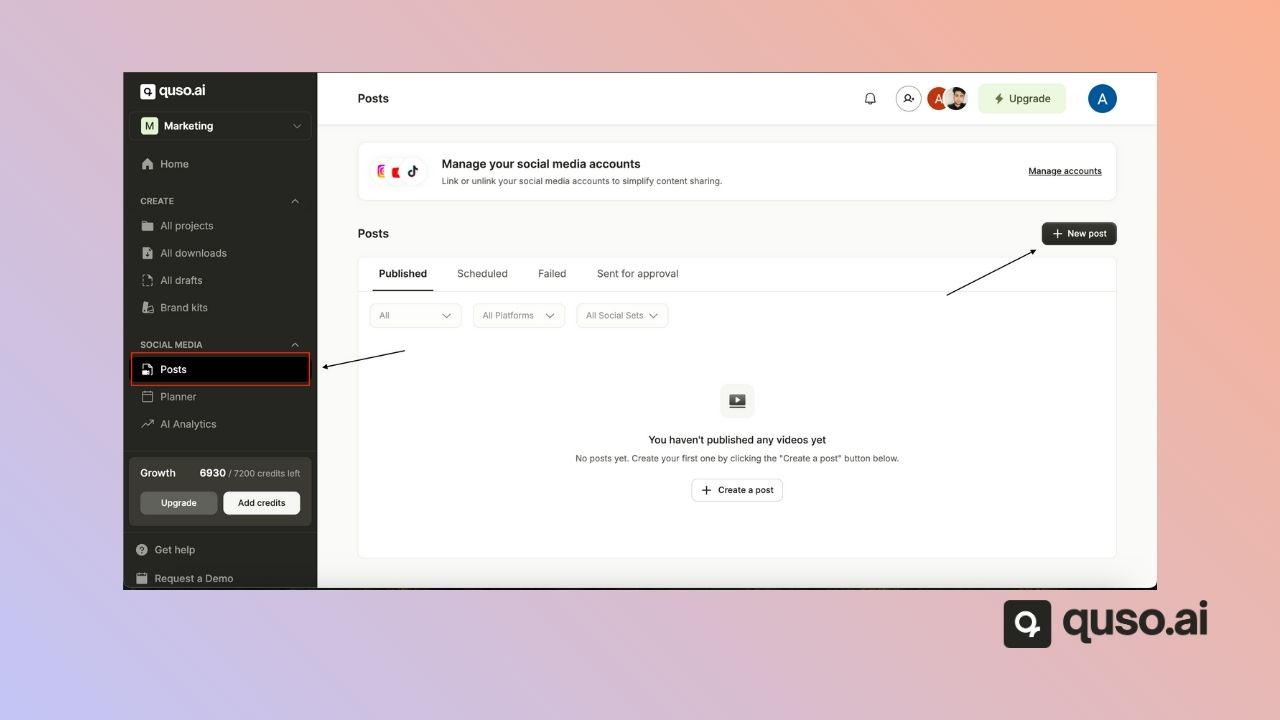 quso.ai
M Marketing
Home
CREATE
All projects
All downloads
All drafts
Brand kits
SOCIAL MEDIA
Posts
Planner
AI Analytics
Growth 6930 / 7200 credits left
Upgrade Add credits
Get help
Request a Demo
Posts
A
Upgrade
A
Manage your social media accounts
Link or unlink your social media accounts to simplify content sharing.
Manage accounts
Posts
New post
Published Scheduled Failed Sent for approval
All All Platforms All Social Sets
You haven't published any videos yet
No posts yet. Create your first one by clicking the "Create a post" button below.
Create a post
quso.ai